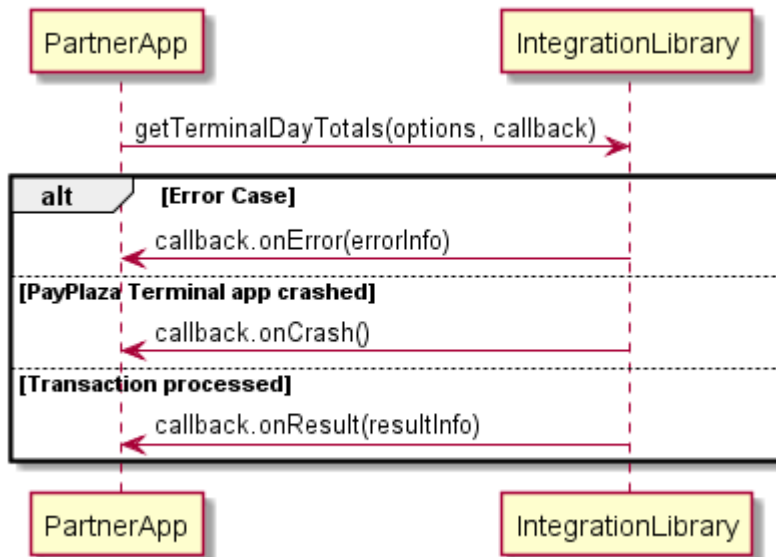 PartnerApp
IntegrationLibrary
getTerminalDayTotals(options, callback)
alt
[Error Case]
callback.onError(errorInfo)
[PayPlaza Terminal app crashed]
callback.onCrash()
[Transaction processed]
callback.onResult(resultInfo)
PartnerApp
IntegrationLibrary